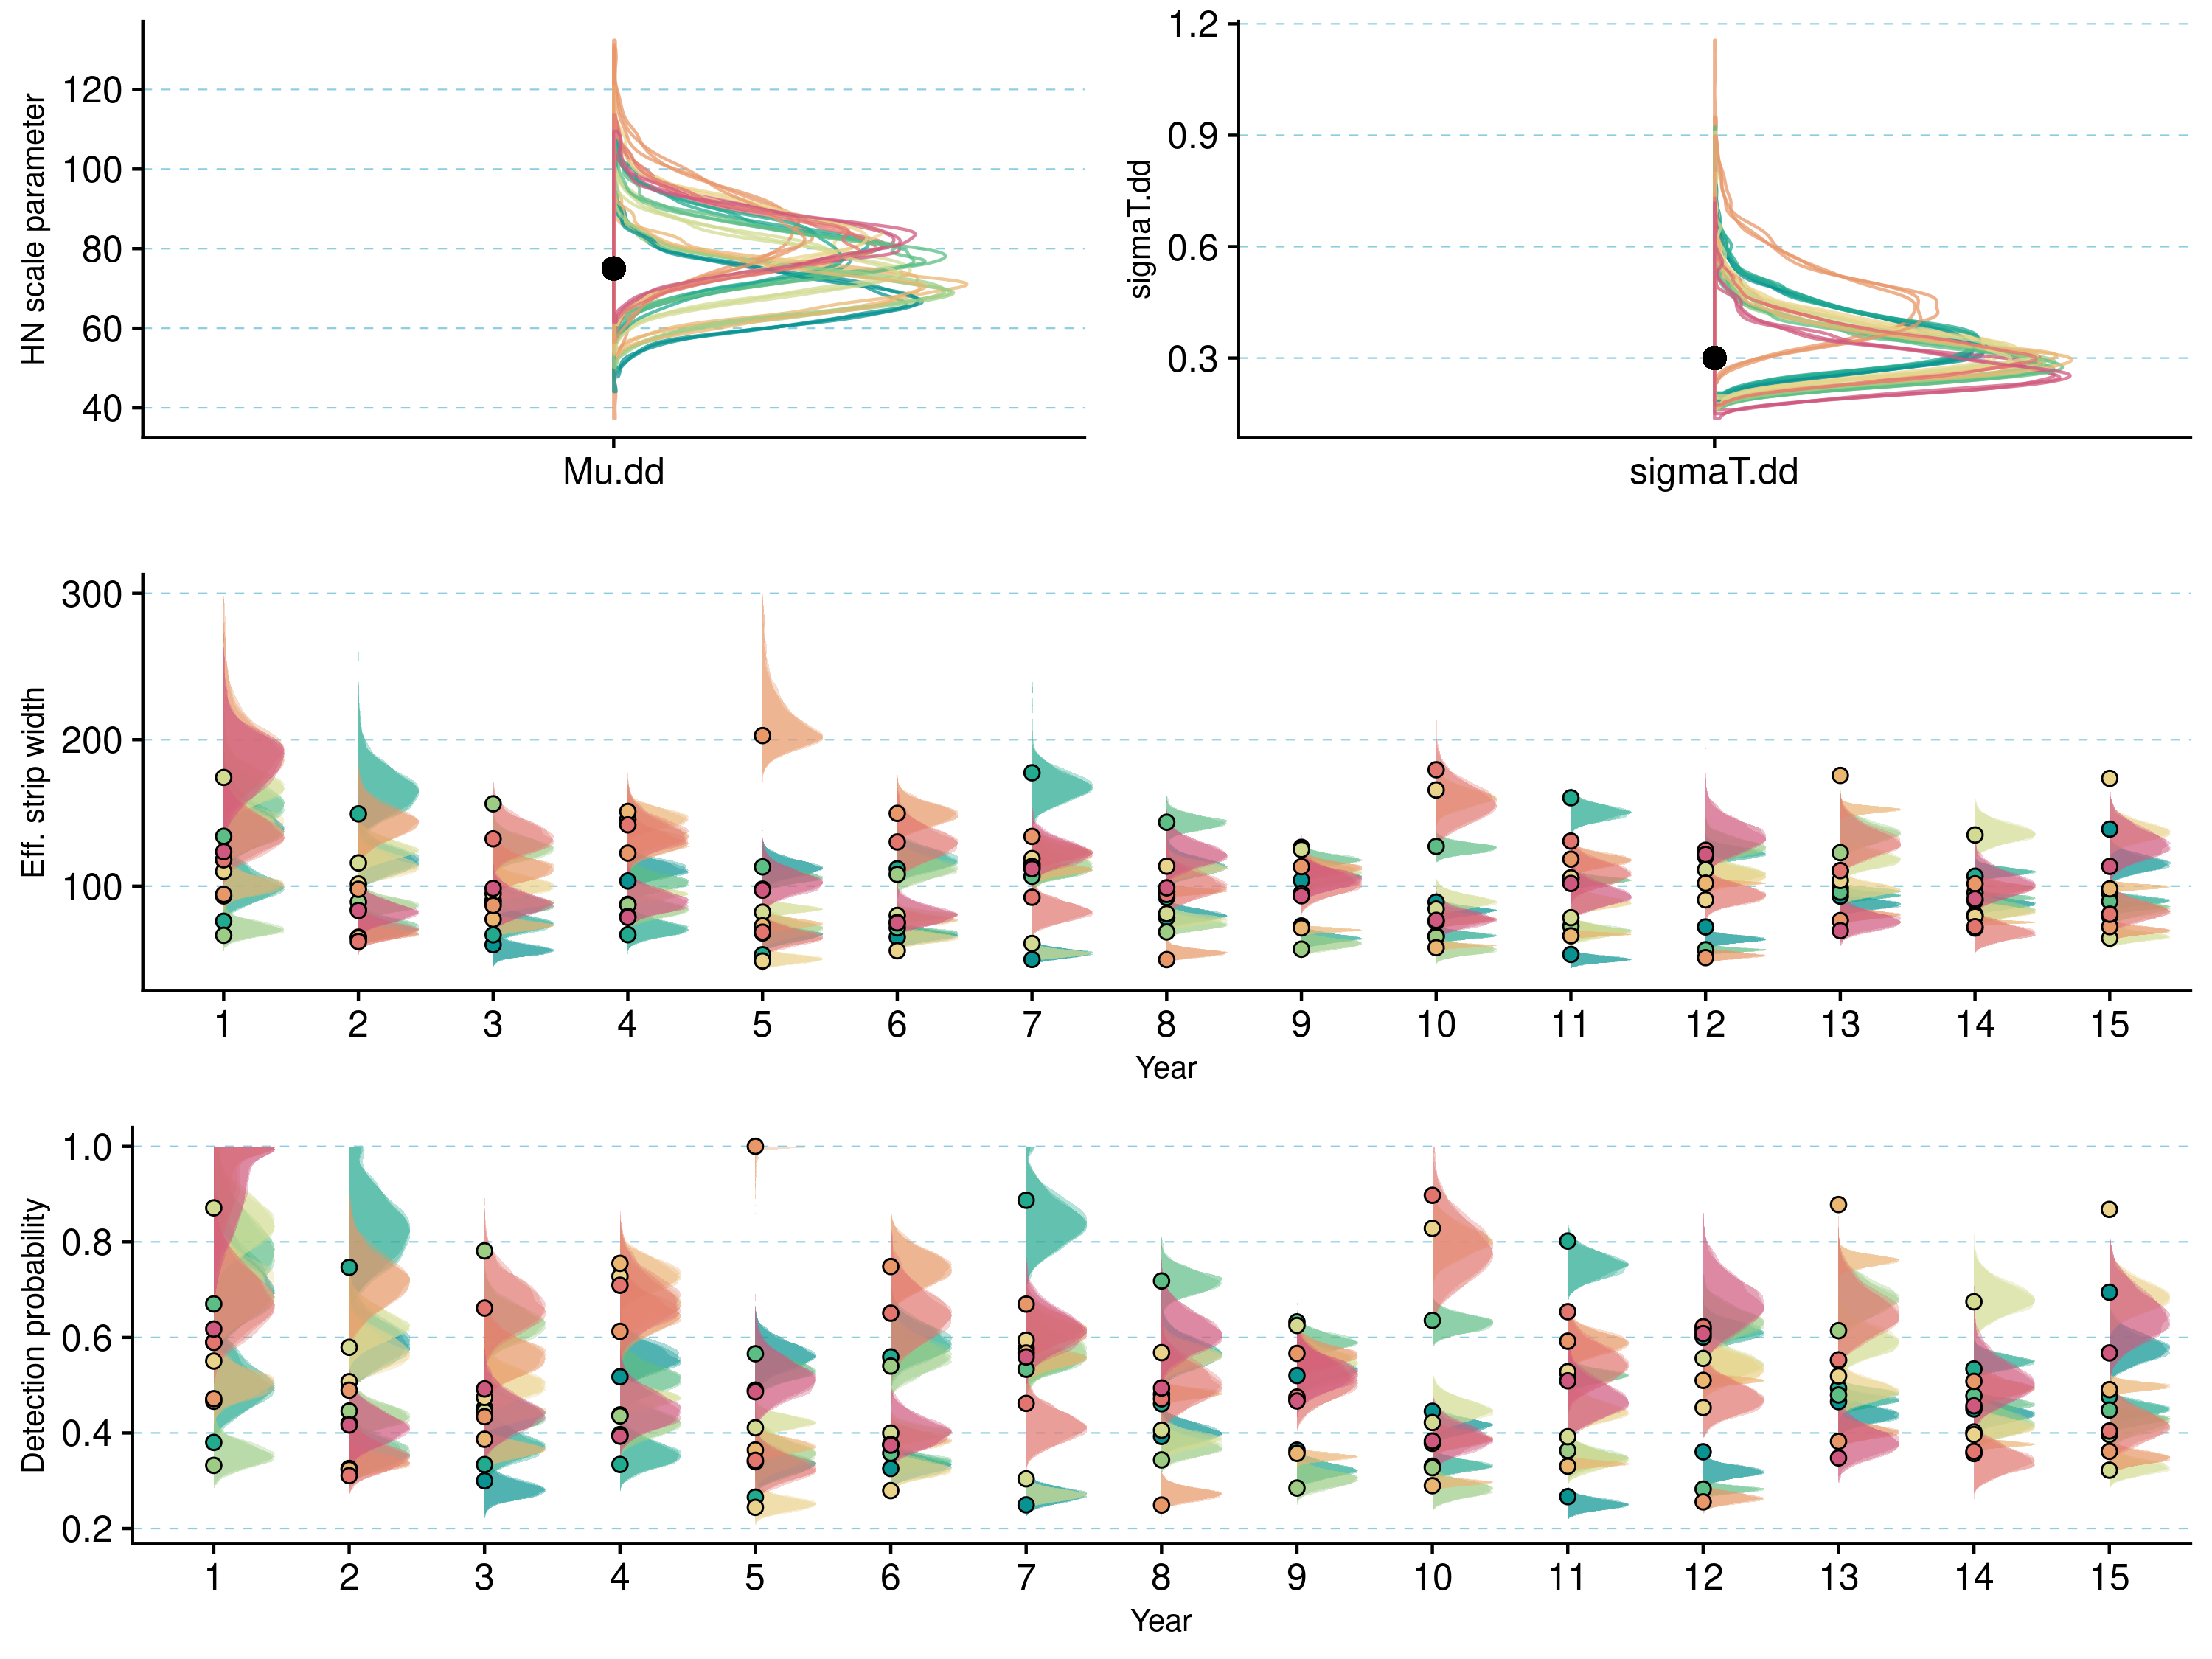 HN scale parameter
120
100
80
60
40
Mu.dd
sigmaT.dd
1.2
0.9
0.6
0.3
sigmaT.dd
Eff. strip width
300
200
100
1 2 3 4 5 6 7 8 9 10 11 12 13 14 15
Year
Detection probability
1.0
0.8
0.6
0.4
0.2
1 2 3 4 5 6 7 8 9 10 11 12 13 14 15
Year